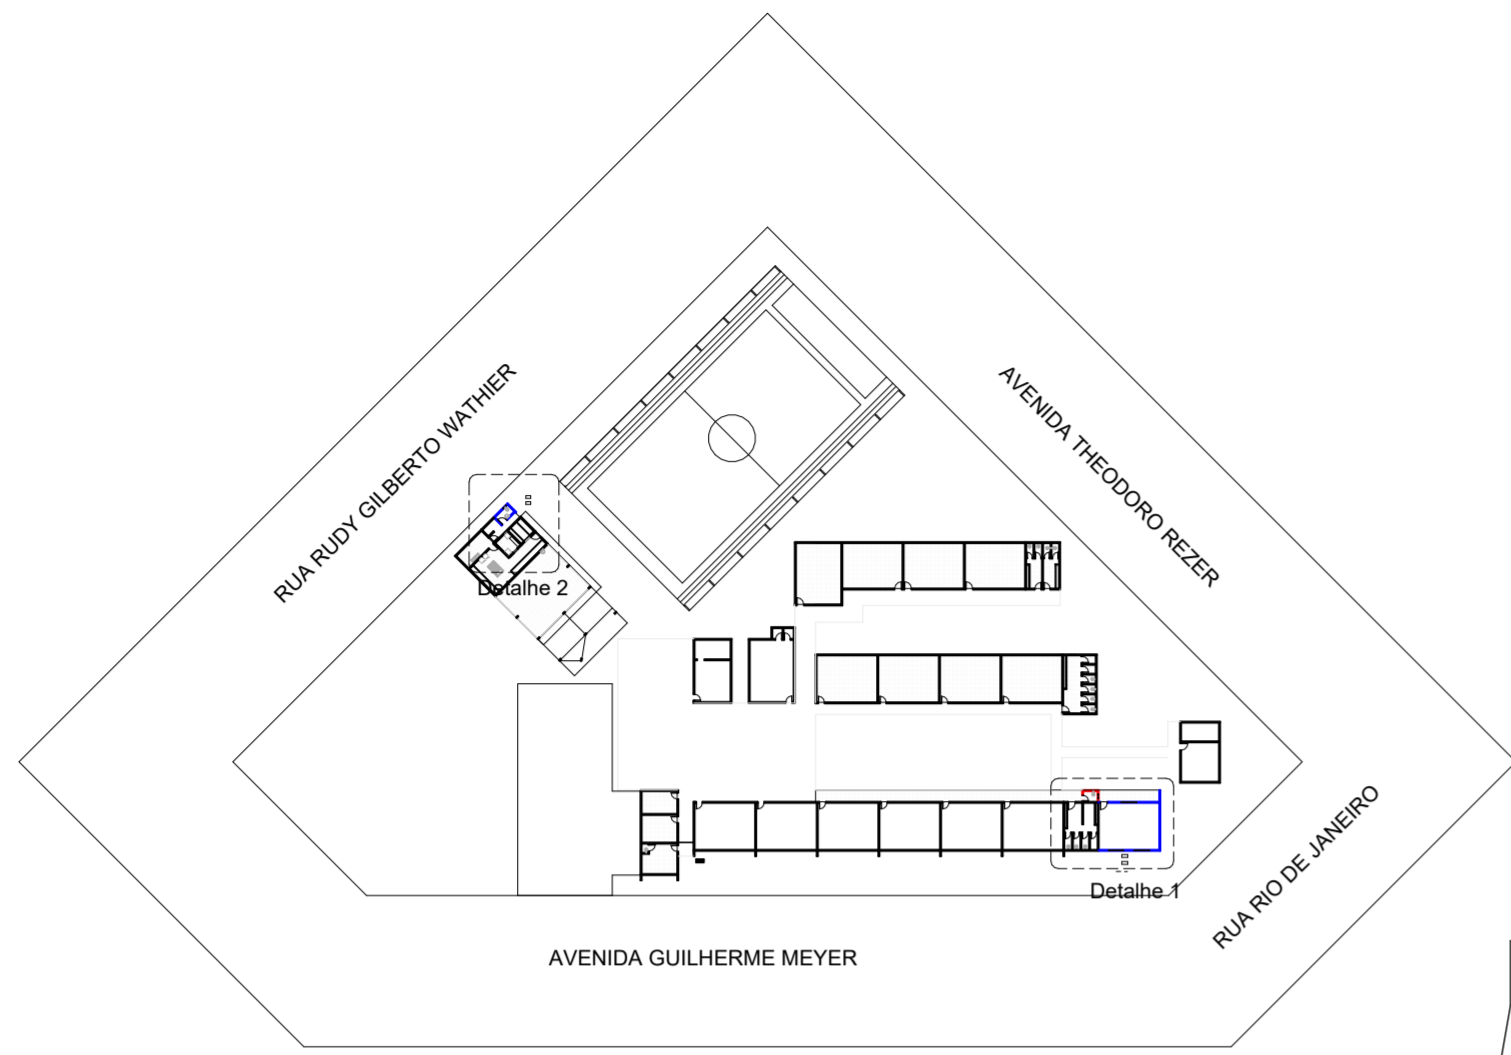 RUA RUDY GILBERTO WATHIER
AVENIDA THEODORO REZER
Detalhe 2
Detalhe 1
RUA RIO DE JANEIRO
AVENIDA GUILHERME MEYER